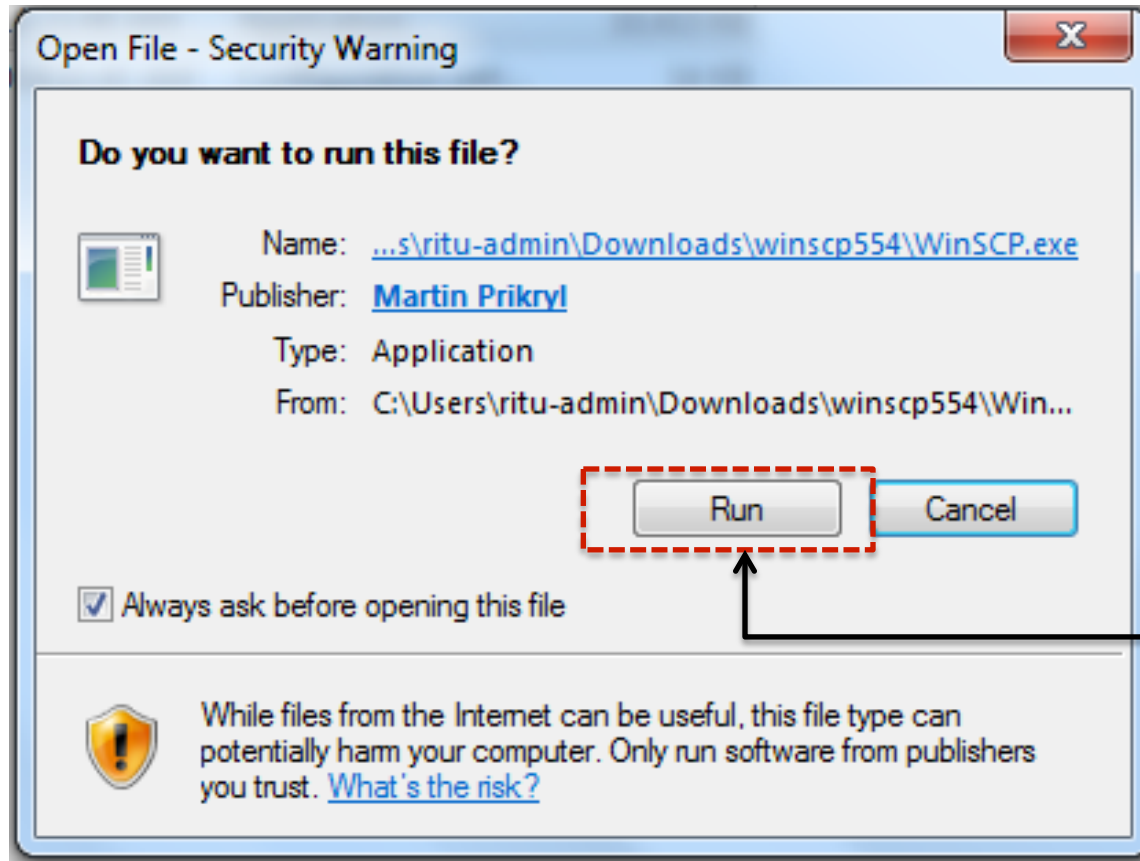 Open File - Security Warning
Do you want to run this file?
Name: ...s\ritu-admin\Downloads\winscp554\WinSCP.exe
Publisher: Martin Prikryl
Type: Application
From: C:\Users\ritu-admin\Downloads\winscp554\Win...
Run Cancel
Always ask before opening this file
While files from the Internet can be useful, this file type can
potentially harm your computer. Only run software from publishers
you trust. What's the risk?